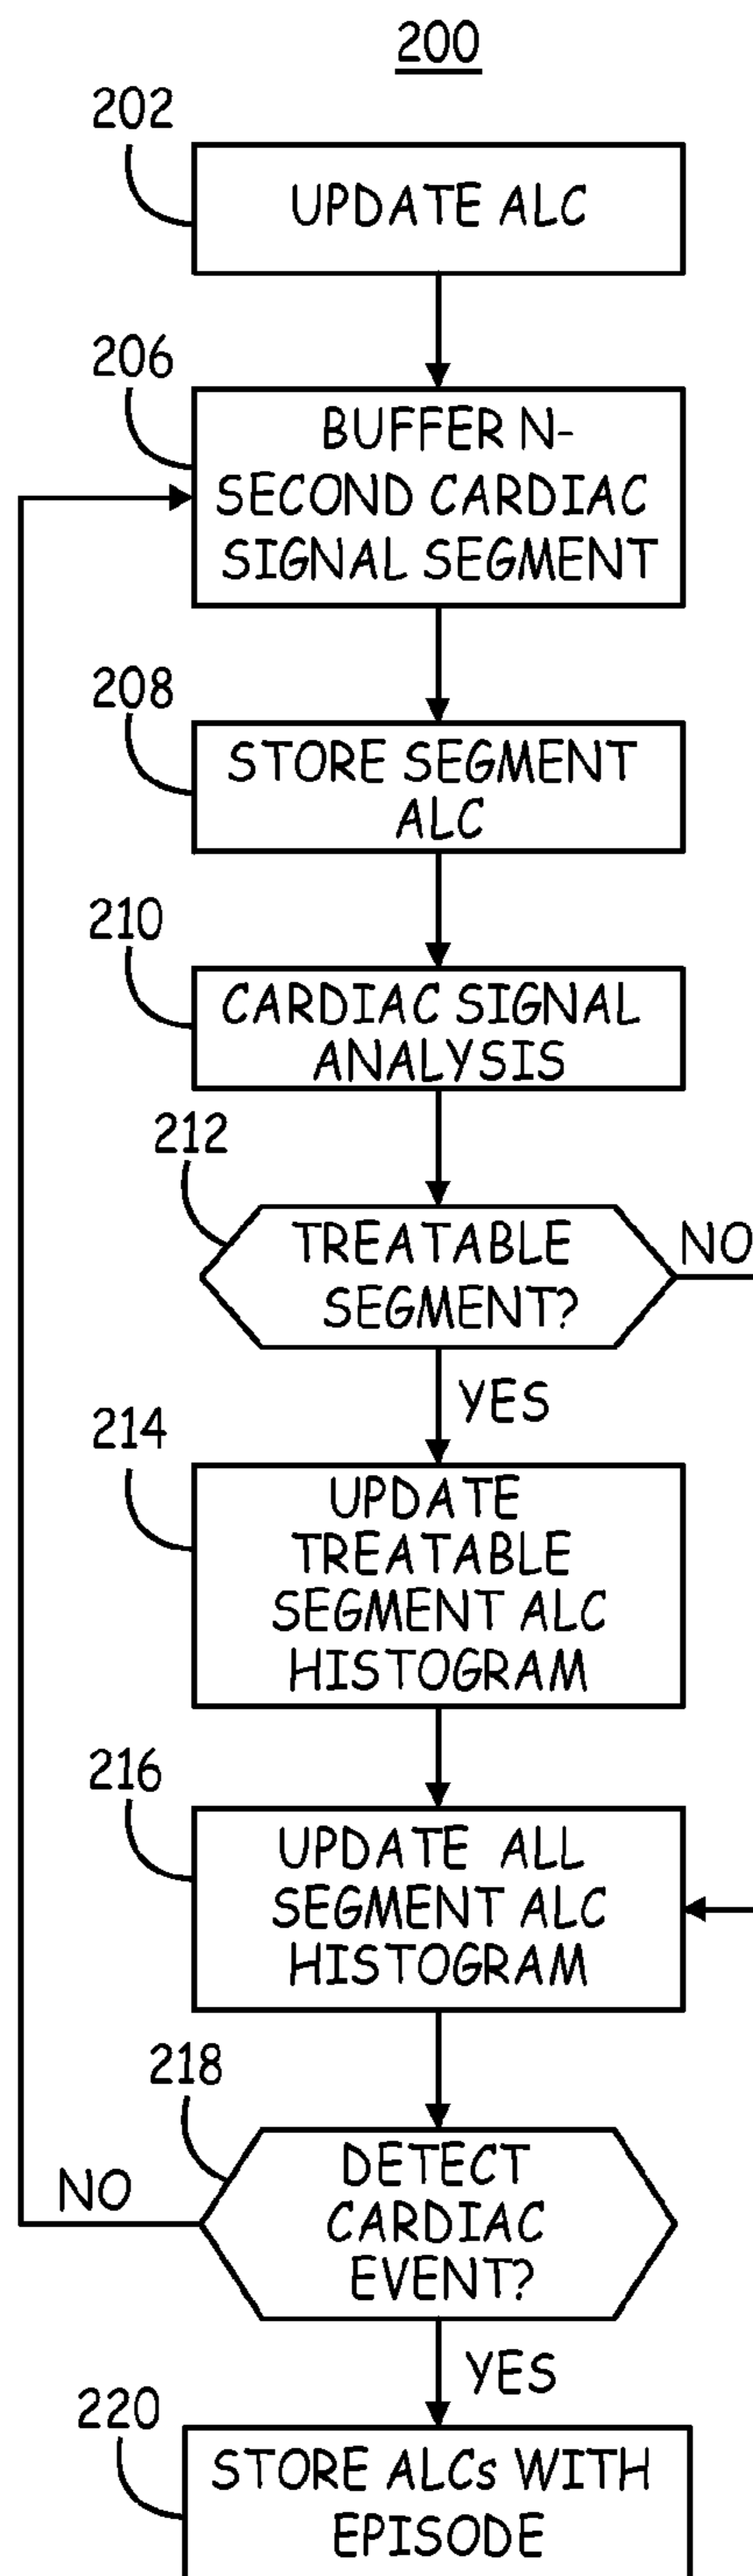 200
202
UPDATE ALC
206
BUFFER N-
SECOND CARDIAC
SIGNAL SEGMENT
208
STORE SEGMENT
ALC
210
CARDIAC SIGNAL
ANALYSIS
212
TREATABLE
SEGMENT?
NO
YES
214
UPDATE
TREATABLE
SEGMENT ALC
HISTOGRAM
216
UPDATE ALL
SEGMENT ALC
HISTOGRAM
218
DETECT
CARDIAC
EVENT?
NO
YES
220
STORE ALCs WITH
EPISODE